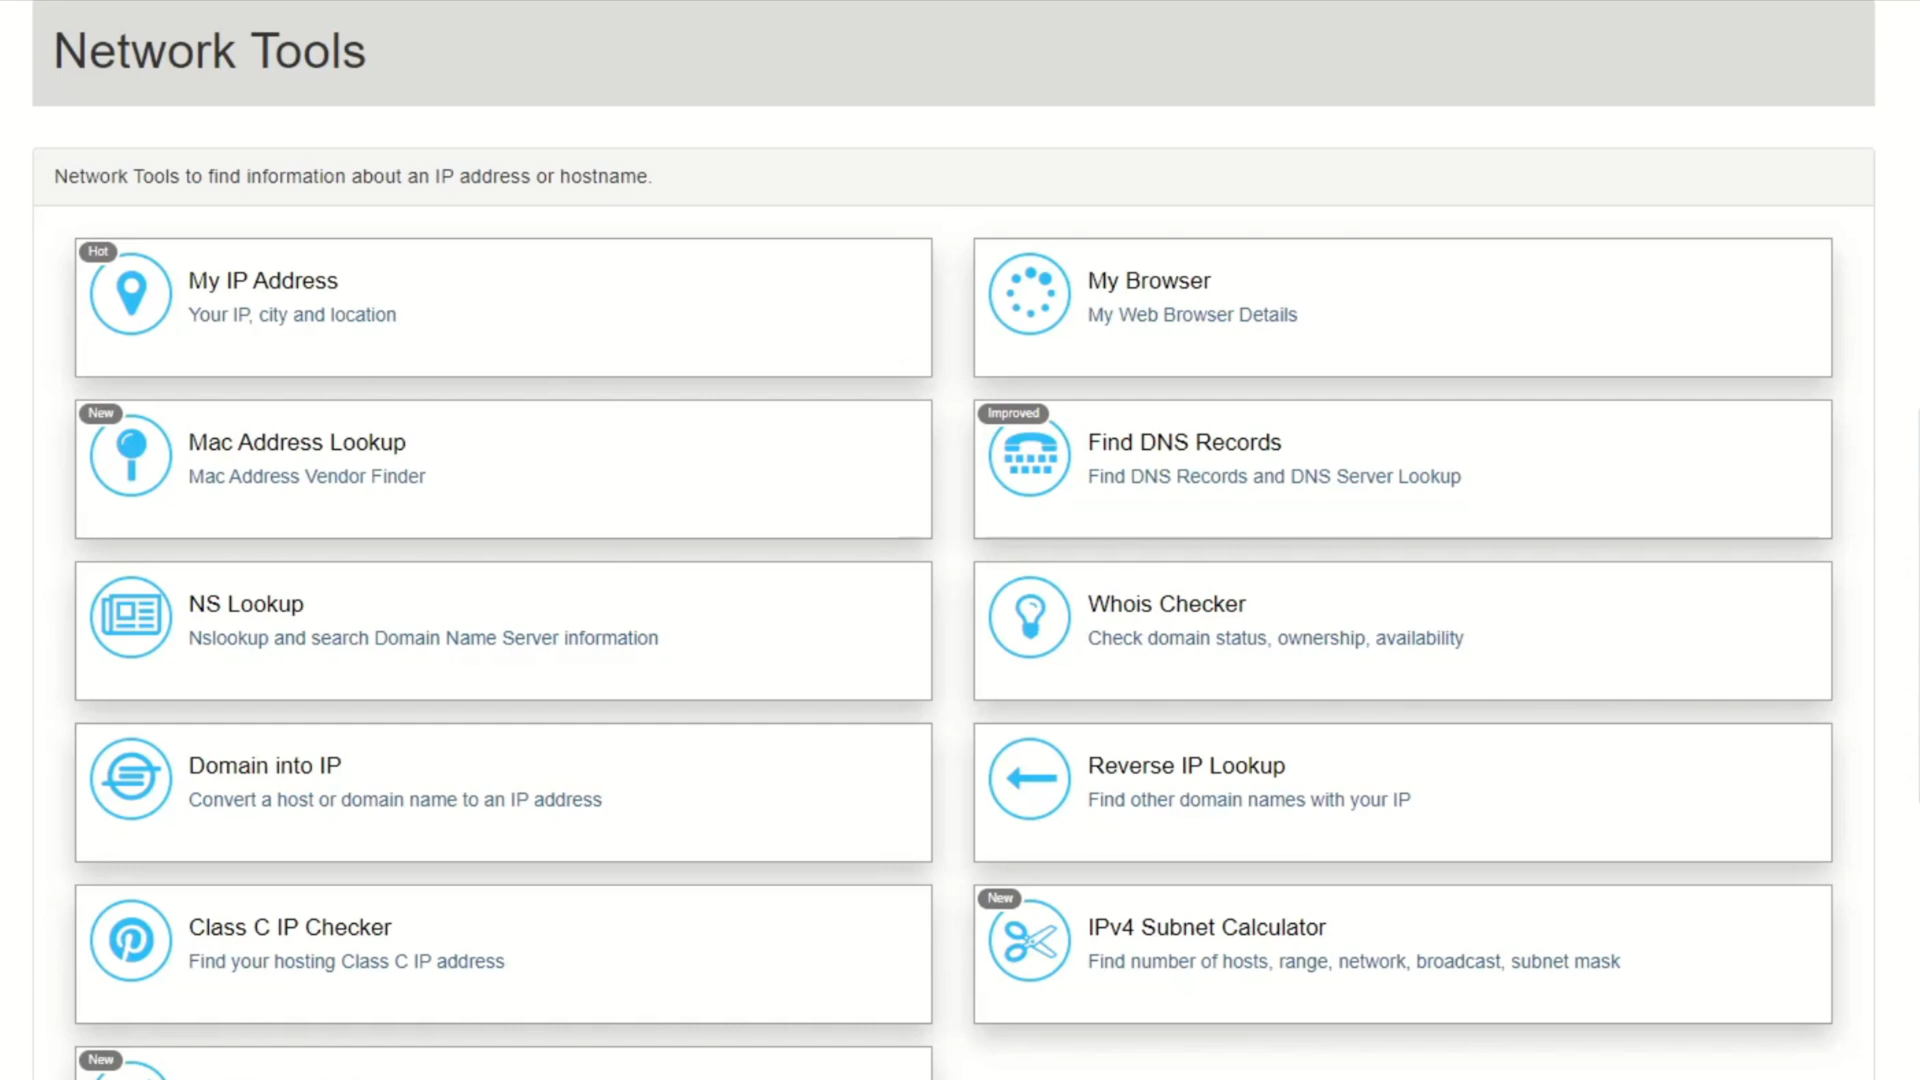 Network Tools
Network Tools to find information about an IP address or hostname.
Hot
My IP Address
Your IP, city and location
My Browser
My Web Browser Details
New
Mac Address Lookup
Mac Address Vendor Finder
Improved
Find DNS Records
Find DNS Records and DNS Server Lookup
NS Lookup
Nslookup and search Domain Name Server information
Whois Checker
Check domain status, ownership, availability
Domain into IP
Convert a host or domain name to an IP address
Reverse IP Lookup
Find other domain names with your IP
Class C IP Checker
Find your hosting Class C IP address
New
IPv4 Subnet Calculator
Find number of hosts, range, network, broadcast, subnet mask
New